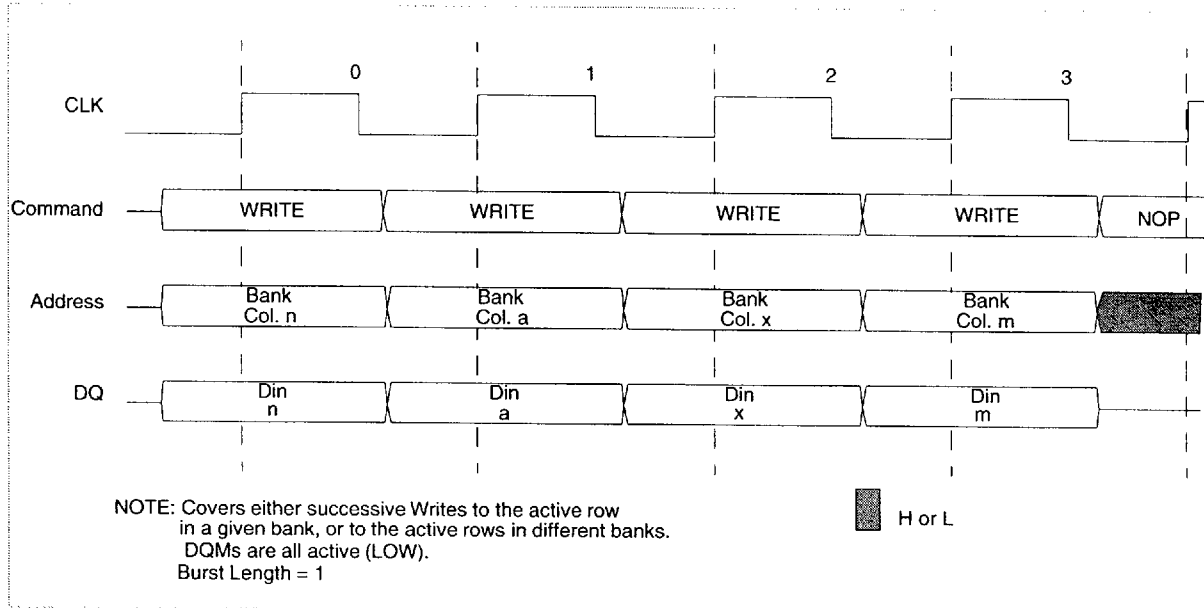 0 1 2 3
CLK
Command WRITE WRITE WRITE WRITE NOP
Address Bank Bank Bank Bank
Col. n Col. a Col. x Col. m
DQ Din Din Din Din
n a x m
NOTE: Covers either successive Writes to the active row
in a given bank, or to the active rows in different banks.
DQMs are all active (LOW).
Burst Length = 1
H or L